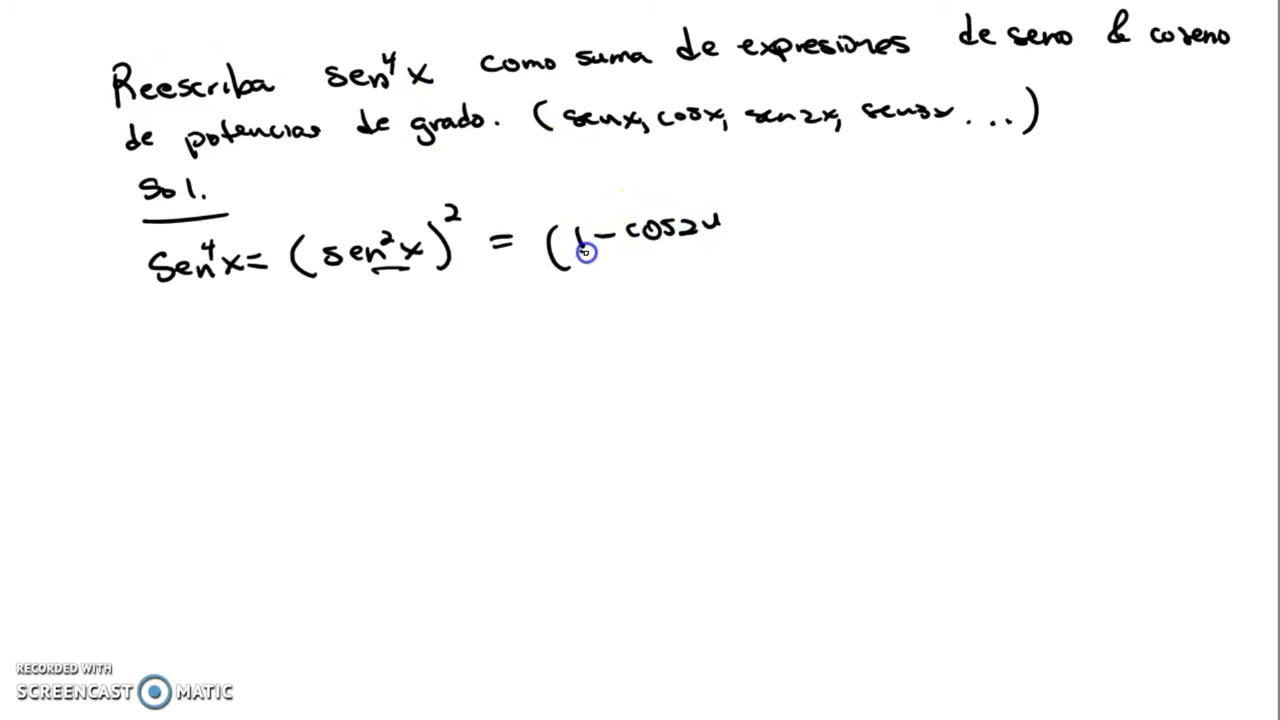 Reescriba sen⁴x como suma de expresiones de seno & coseno
de potencias de grado. (senx, cosx, sen2x, sen3x ...)
Sol.
Sen⁴x = (sen²x)² = (1 - cos2u
RECORDED WITH
SCREENCAST MATIC